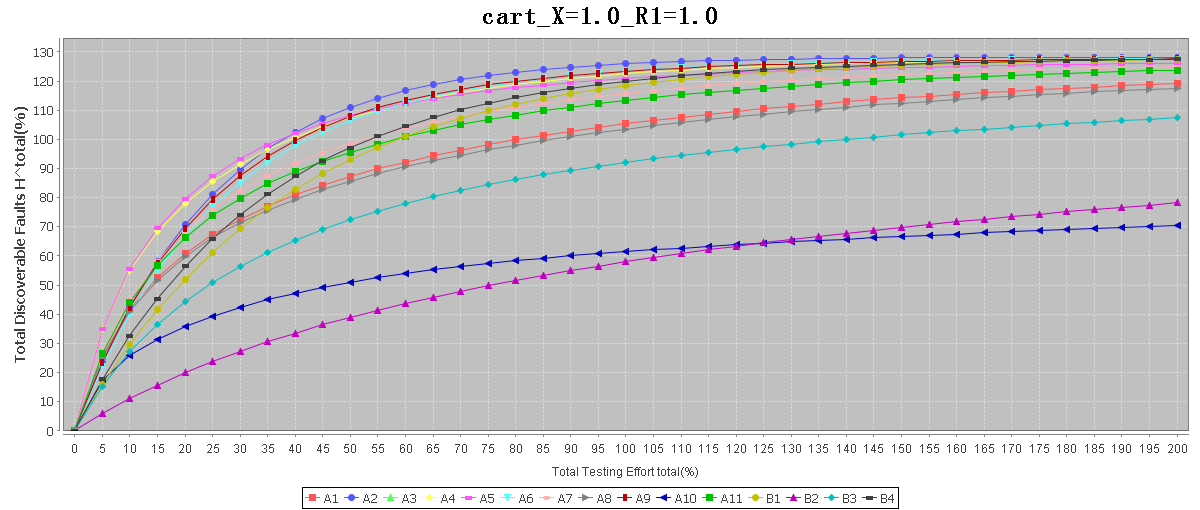 cart_X=1.0_R1=1.0
Total Discoverable Faults H^total(%)
130
120
110
100
90
80
70
60
50
40
30
20
10
0
0 5 10 15 20 25 30 35 40 45 50 55 60 65 70 75 80 85 90 95 100 105 110 115 120 125 130 135 140 145 150 155 160 165 170 175 180 185 190 195 200
Total Testing Effort total(%)
A1 A2 A3 A4 A5 A6 A7 A8 A9 A10 A11 B1 B2 B3 B4